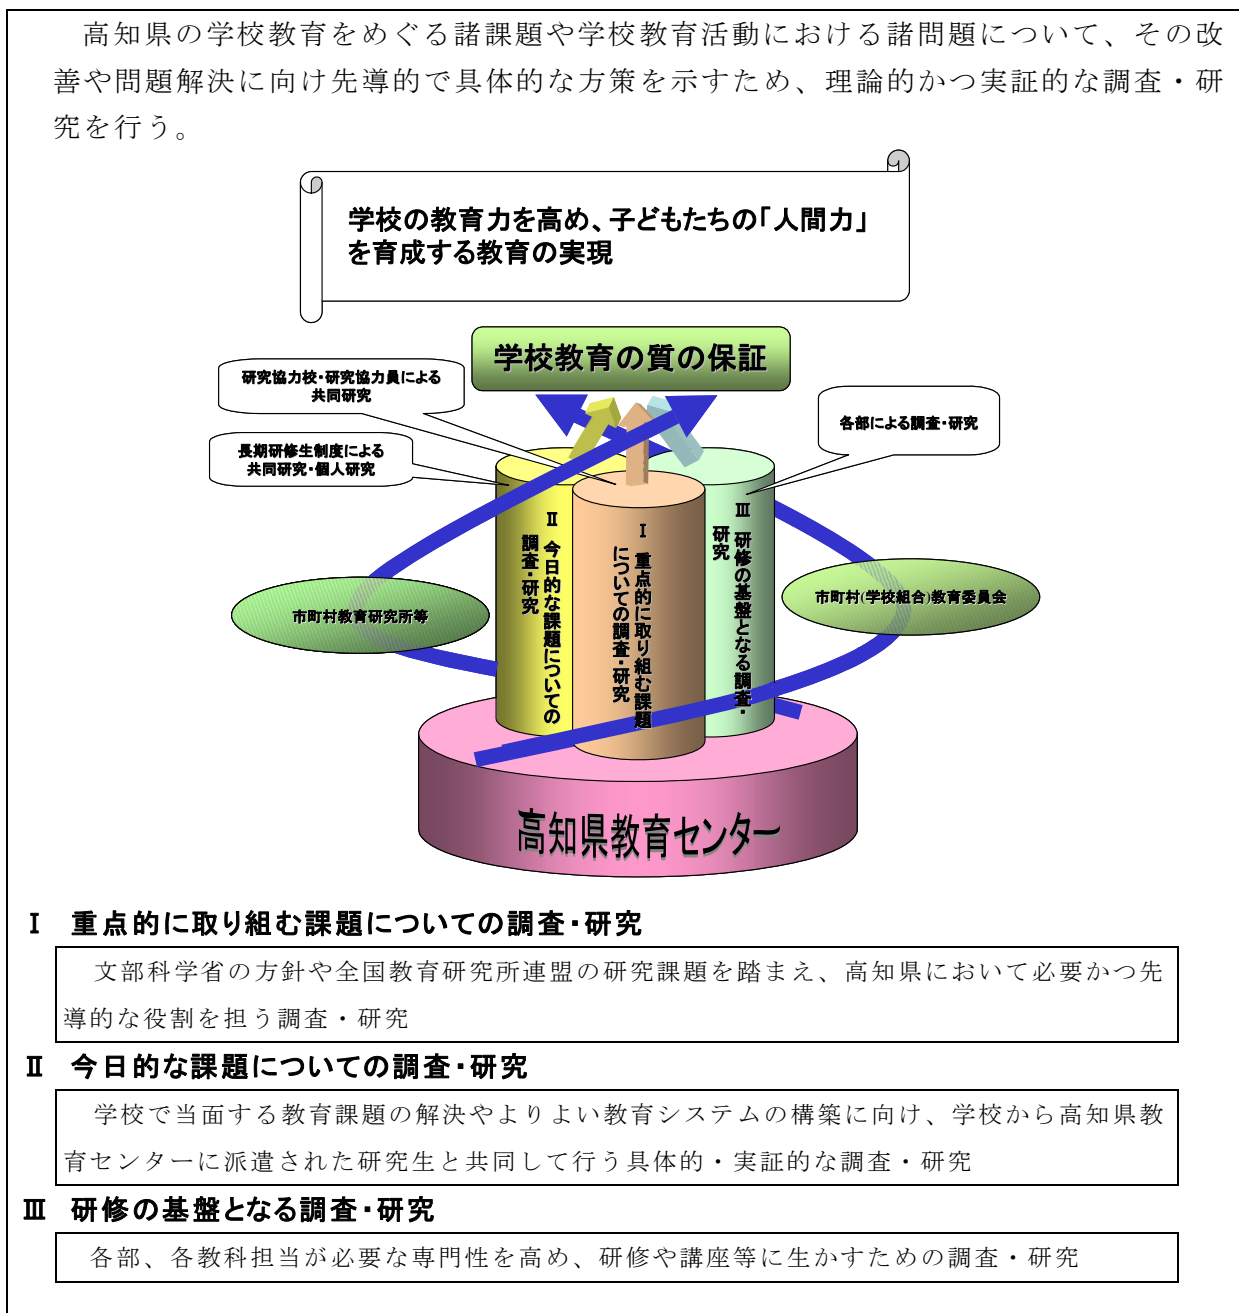 高知県の学校教育をめぐる諸課題や学校教育活動における諸問題について、その改
善や問題解決に向け先導的で具体的な方策を示すため、理論的かつ実証的な調査・研
究を行う。
学校の教育力を高め、子どもたちの「人間力」
を育成する教育の実現
学校教育の質の保証
研究協力校・研究協力員による
共同研究
長期研修生制度による
共同研究・個人研究
各部による調査・研究
Ⅱ 今日的な課題についての
調査・研究
Ⅰ 重点的に取り組む課題
についての調査・研究
Ⅲ 研修の基盤となる調査・
研究
市町村教育研究所等
市町村(学校組合)教育委員会
高知県教育センター
Ⅰ 重点的に取り組む課題についての調査・研究
文部科学省の方針や全国教育研究所連盟の研究課題を踏まえ、高知県において必要かつ先
導的な役割を担う調査・研究
Ⅱ 今日的な課題についての調査・研究
学校で当面する教育課題の解決やよりよい教育システムの構築に向け、学校から高知県教
育センターに派遣された研究生と共同して行う具体的・実証的な調査・研究
Ⅲ 研修の基盤となる調査・研究
各部、各教科担当が必要な専門性を高め、研修や講座等に生かすための調査・研究